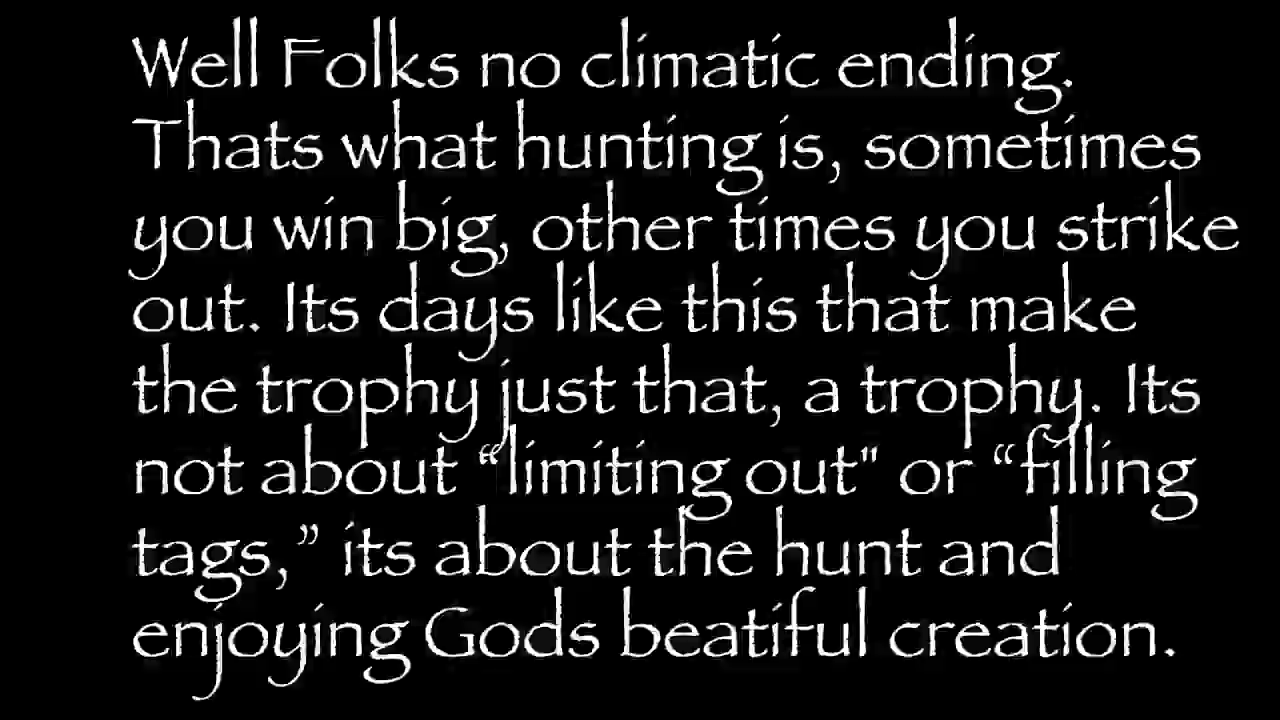 Well Folks no climatic ending.
Thats what hunting is, sometimes
you win big, other times you strike
out. Its days like this that make
the trophy just that, a trophy. Its
not about “limiting out" or “filling
tags,” its about the hunt and
enjoying Gods beatiful creation.